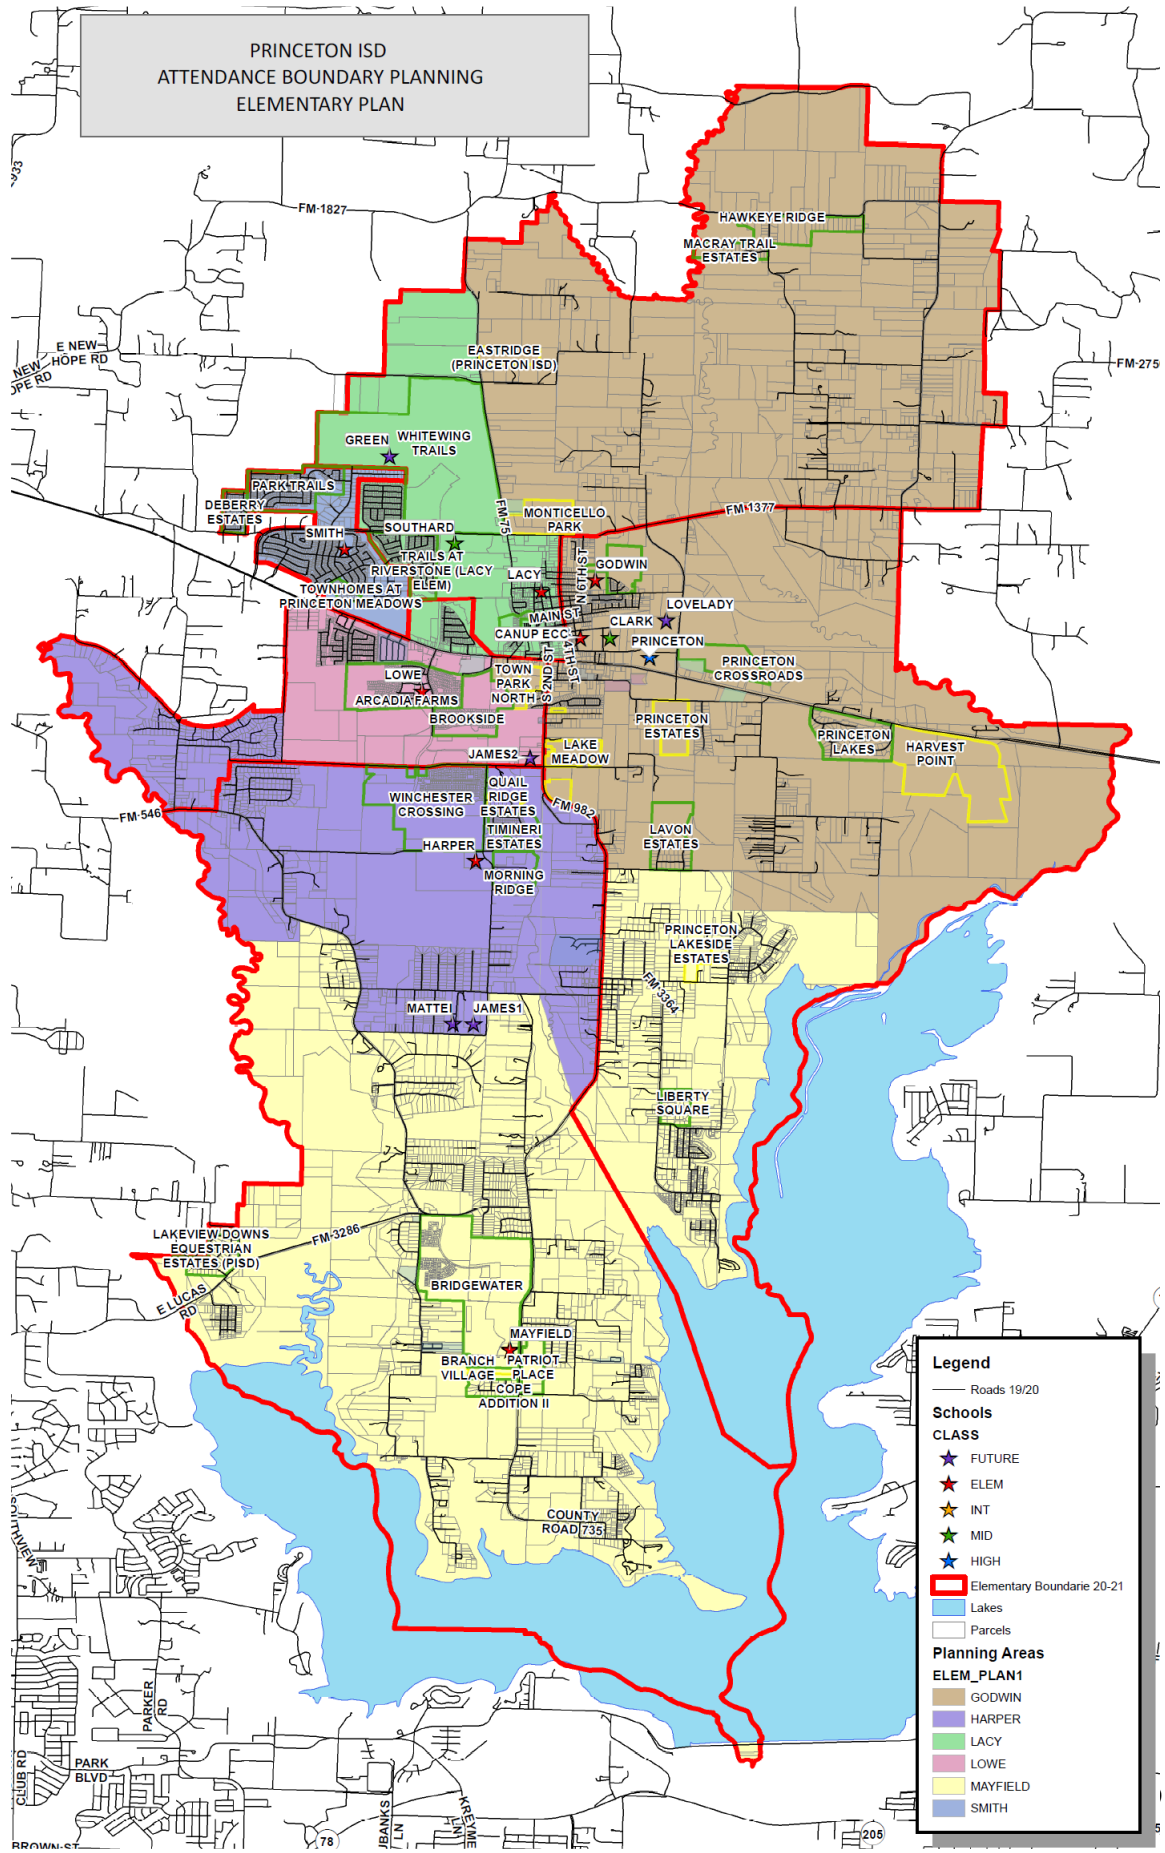 PRINCETON ISD
ATTENDANCE BOUNDARY PLANNING
ELEMENTARY PLAN
FM-1827
HAWKEYE RIDGE
MACRAY TRAIL
ESTATES
E NEW
HOPE RD
NEW
OPE RD
EASTRIDGE
(PRINCETON ISD)
FM-275
GREEN
WHITEWING
TRAILS
PARK TRAILS
DEBERRY
ESTATES
FM-75
MONTICELLO
PARK
FM 1377
SMITH
SOUTHARD
TRAILS AT
RIVERSTONE (LACY
ELEM)
N 6TH ST
GODWIN
LACY
TOWNHOMES AT
PRINCETON MEADOWS
MAIN ST
LOVELADY
CLARK
CANUP ECC
PRINCETON
4TH ST
S 2ND ST
LOWE
TOWN
PARK
NORTH
PRINCETON
CROSSROADS
ARCADIA FARMS
BROOKSIDE
PRINCETON
ESTATES
PRINCETON
LAKES
HARVEST
POINT
JAMES2
LAKE
MEADOW
WINCHESTER
CROSSING
QUAIL
RIDGE
ESTATES
FM 982
FM-546
TIMINERI
ESTATES
LAVON
ESTATES
HARPER
MORNING
RIDGE
PRINCETON
LAKESIDE
ESTATES
FM-3364
MATTEI
JAMES1
LIBERTY
SQUARE
LAKEVIEW DOWNS
EQUESTRIAN
ESTATES (PISD)
FM-3286
E LUCAS
RD
BRIDGEWATER
MAYFIELD
BRANCH
VILLAGE
PATRIOT
PLACE
COPE
ADDITION II
COUNTY
ROAD 735
PARKER
RD
PARK
BLVD
CLUB RD
78
205
Legend
Roads 19/20
Schools
CLASS
FUTURE
ELEM
INT
MID
HIGH
Elementary Boundarie 20-21
Lakes
Parcels
Planning Areas
ELEM_PLAN1
GODWIN
HARPER
LACY
LOWE
MAYFIELD
SMITH